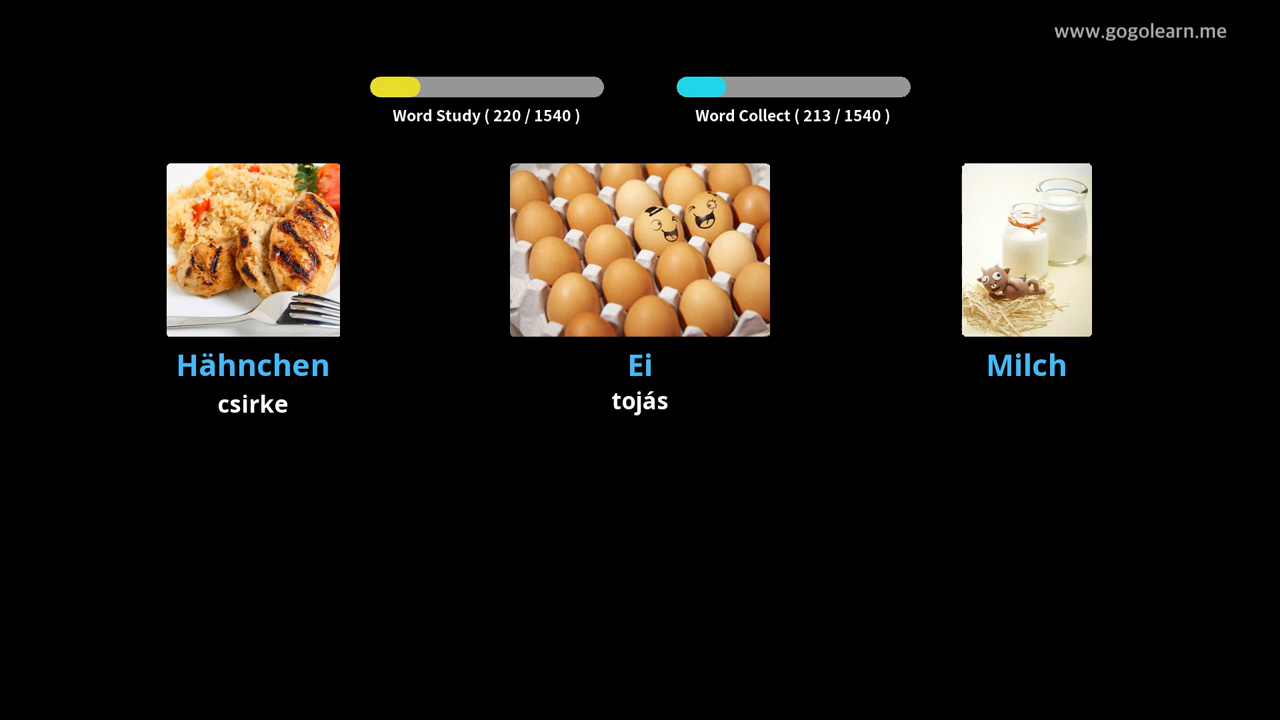 www.gogolearn.me
Word Study ( 220 / 1540 )
Word Collect ( 213 / 1540 )
Hähnchen
csirke
Ei
tojás
Milch